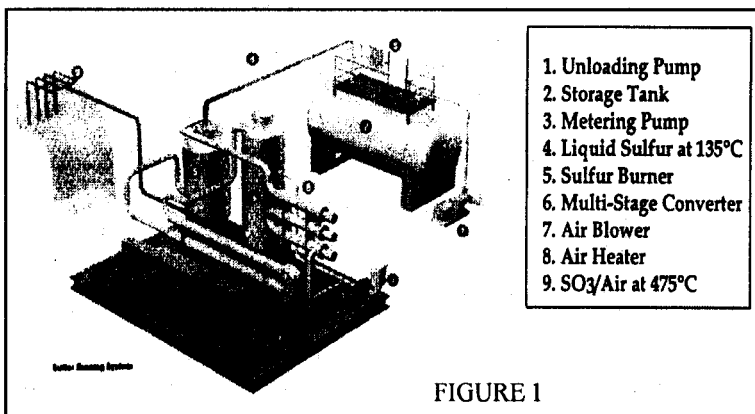 1. Unloading Pump
2. Storage Tank
3. Metering Pump
4. Liquid Sulfur at 135°C
5. Sulfur Burner
6. Multi-Stage Converter
7. Air Blower
8. Air Heater
9. SO3/Air at 475°C
FIGURE 1